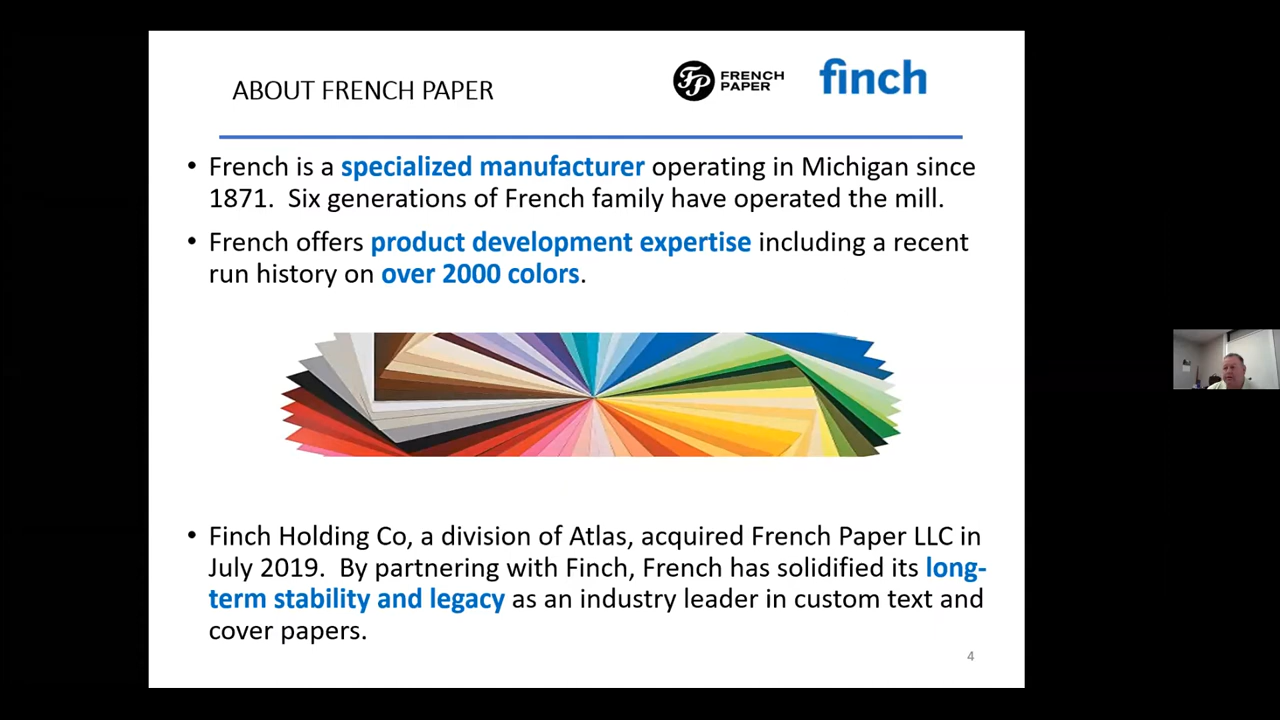 ABOUT FRENCH PAPER
FP
FRENCH
PAPER
finch
• French is a specialized manufacturer operating in Michigan since
1871.  Six generations of French family have operated the mill.
• French offers product development expertise including a recent
run history on over 2000 colors.
• Finch Holding Co, a division of Atlas, acquired French Paper LLC in
July 2019.  By partnering with Finch, French has solidified its long-
term stability and legacy as an industry leader in custom text and
cover papers.
4